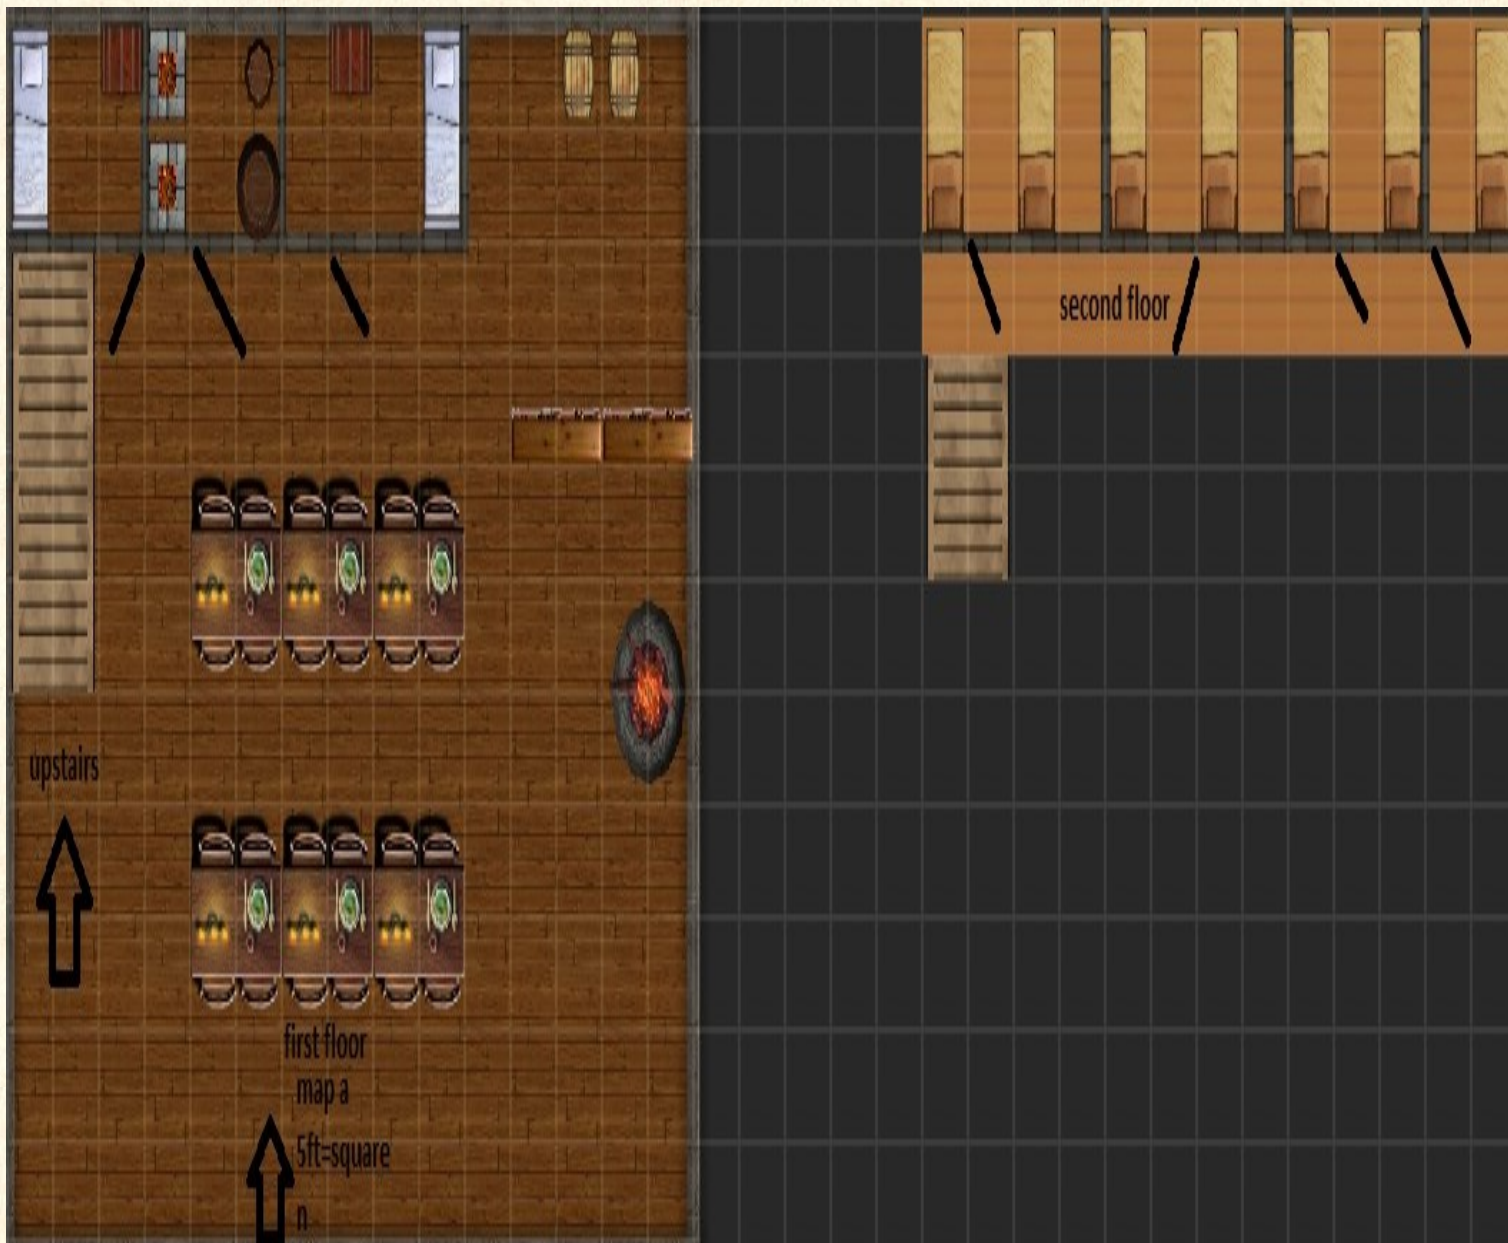 second floor
upstairs
first floor
map a
5ft=square
n